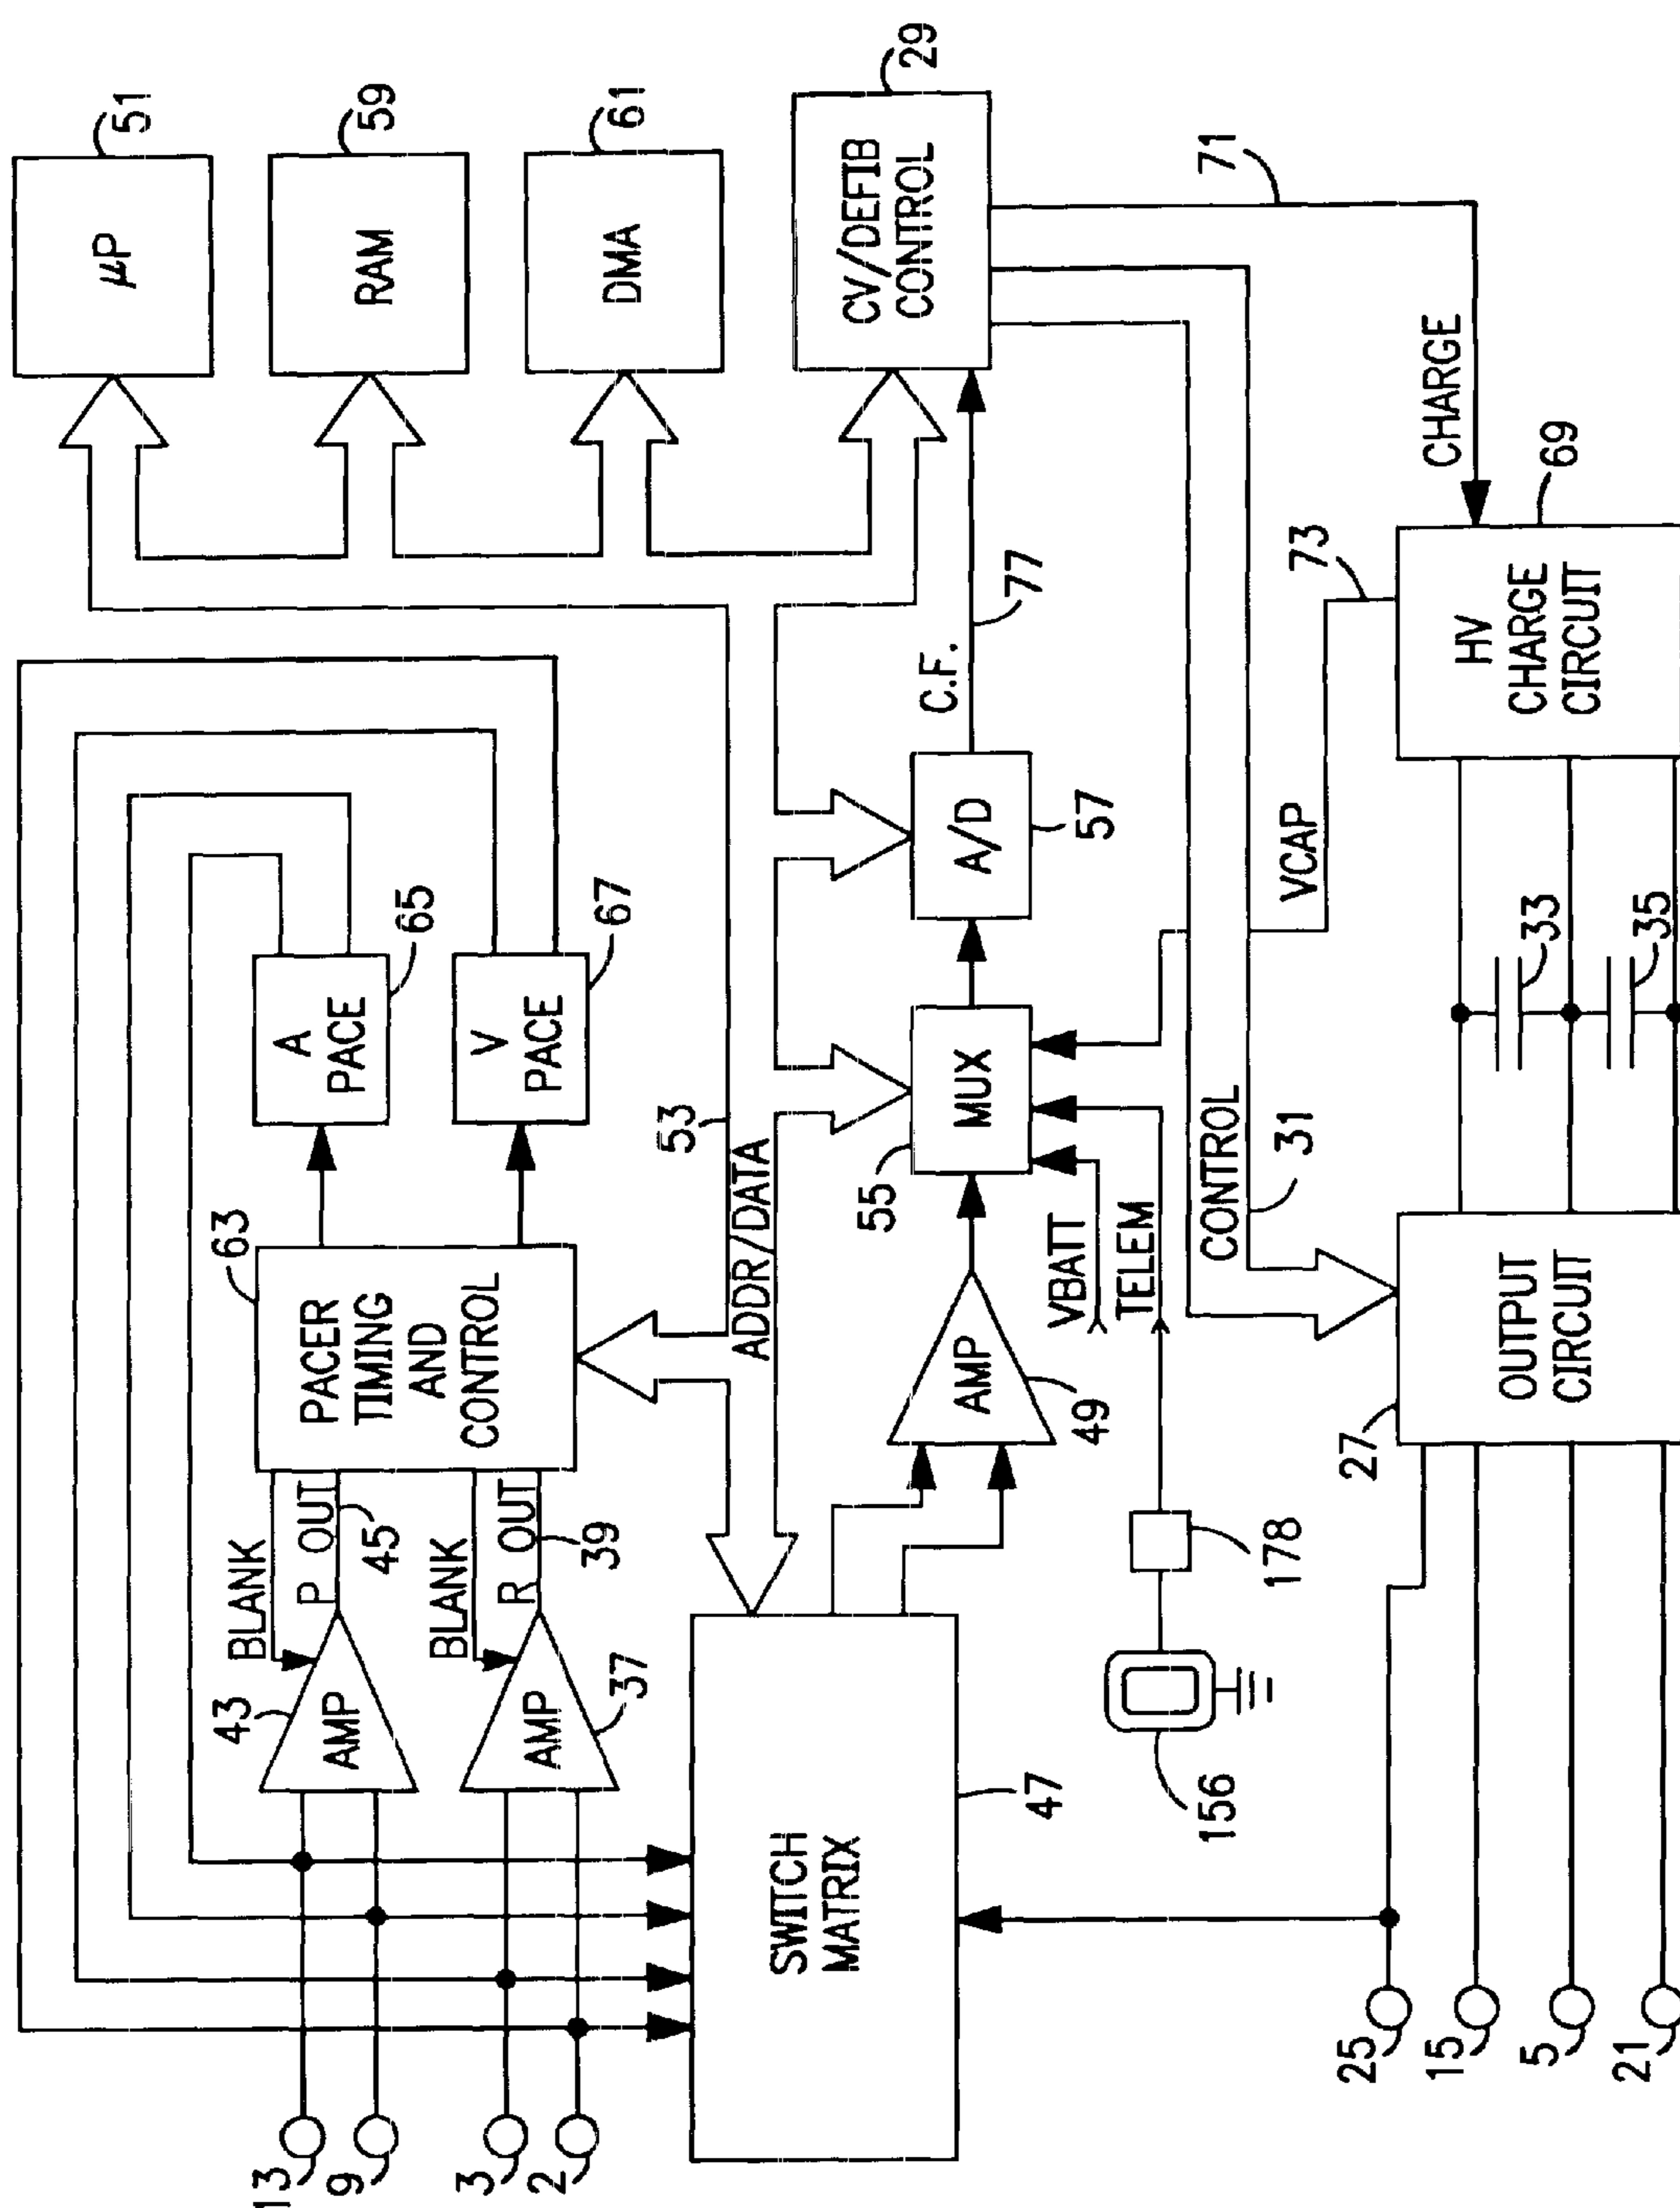 13
9
3
2
43
AMP
BLANK
P OUT
45
37
AMP
BLANK
R OUT
39
63
PACER
TIMING
AND
CONTROL
A
PACE
65
V
PACE
67
53
ADDR/DATA
μP
51
RAM
59
DMA
61
CV/DEFIB
CONTROL
29
SWITCH
MATRIX
47
AMP
49
55
MUX
A/D
57
C.F.
77
VBATT
TELEM
156
178
CONTROL
31
VCAP
73
71
CHARGE
HV
CHARGE
CIRCUIT
69
33
35
27
OUTPUT
CIRCUIT
25
15
5
21